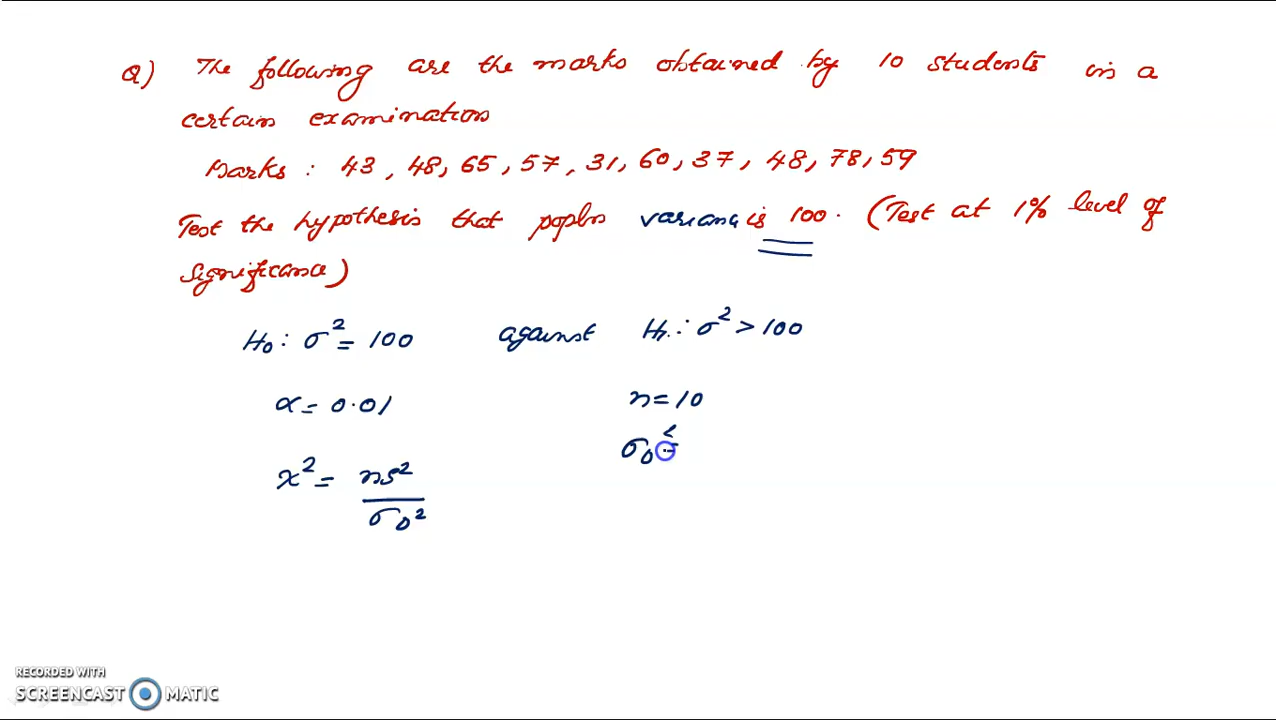 Q) The following are the marks obtained by 10 students in a
certain examination
Marks : 43, 48, 65, 57, 31, 60, 37, 48, 78, 59
Test the hypothesis that popln variance is 100. (Test at 1% level of
significance)
H₀ : σ² = 100 against H₁ : σ² > 100
α = 0.01 n = 10
σ₀²
χ² = ns² / σ₀²
RECORDED WITH
SCREENCAST MATIC